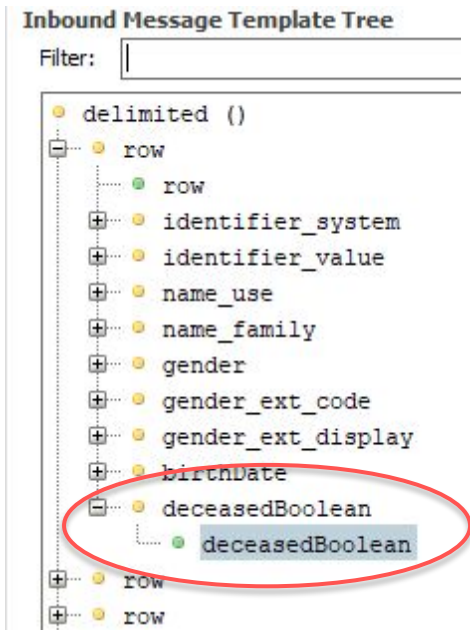 Inbound Message Template Tree
Filter:
delimited ()
row
row
identifier_system
identifier_value
name_use
name_family
gender
gender_ext_code
gender_ext_display
birthDate
deceasedBoolean
deceasedBoolean
row
row